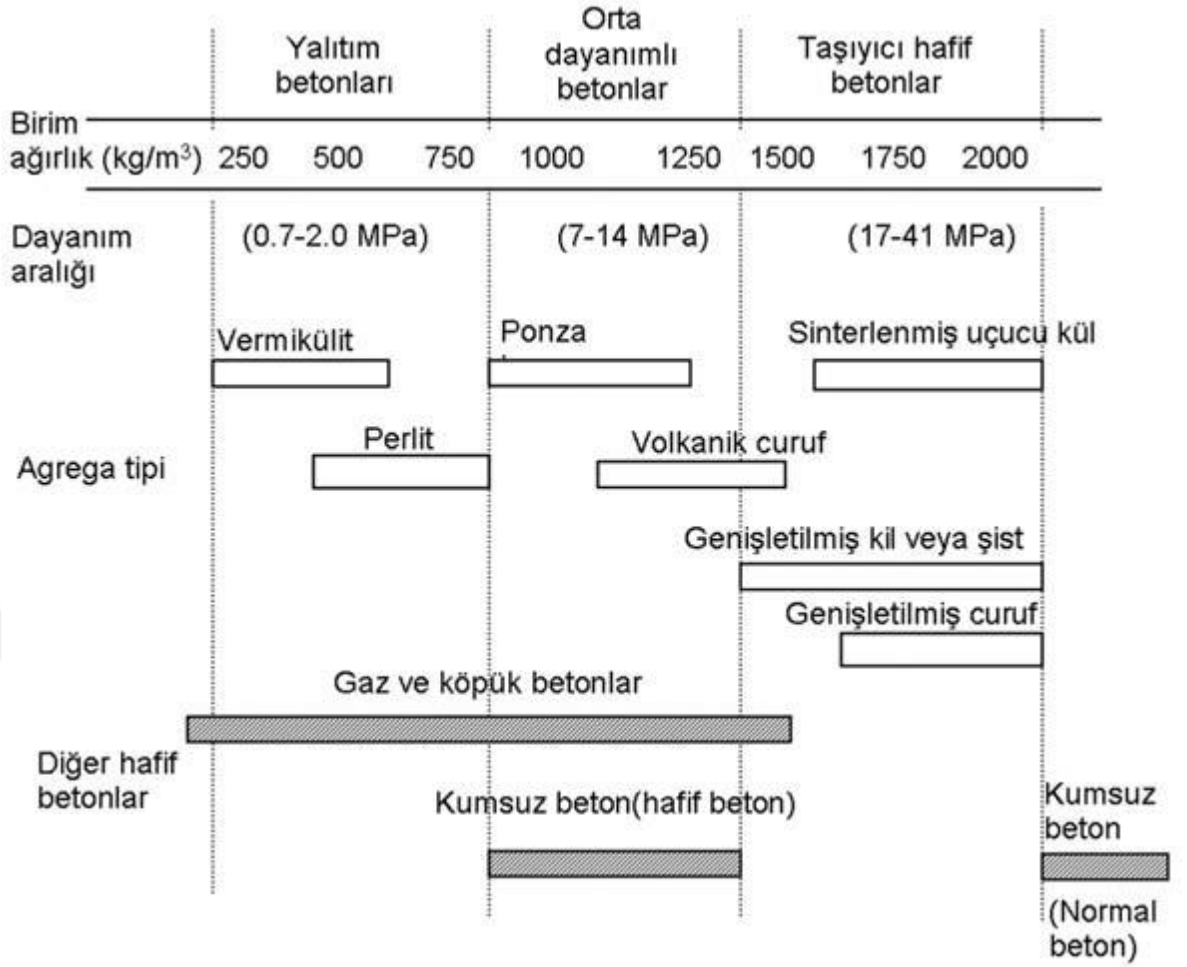 Yalıtım
betonları
Orta
dayanımlı
betonlar
Taşıyıcı hafif
betonlar
Birim
ağırlık (kg/m³) 250 500 750 1000 1250 1500 1750 2000
Dayanım
aralığı
(0.7-2.0 MPa) (7-14 MPa) (17-41 MPa)
Vermikülit
Ponza
Sinterlenmiş uçucu kül
Agrega tipi
Perlit
Volkanik curuf
Genişletilmiş kil veya şist
Genişletilmiş curuf
Gaz ve köpük betonlar
Diğer hafif
betonlar
Kumsuz beton(hafif beton)
Kumsuz
beton
(Normal
beton)